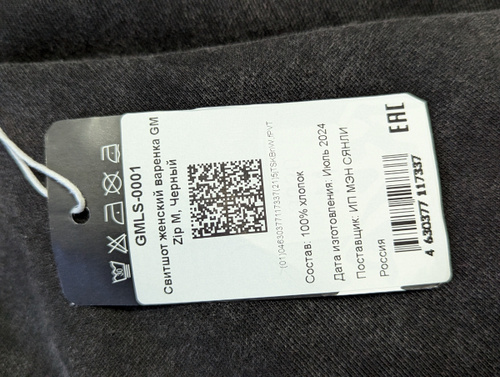 GMLS-0001
Свитшот женский варенка GM
Zip M, Черный
Состав: 100% хлопок
Дата изготовления: Июль 2024
Поставщик: ИП МЭН СЯНЛИ
Россия
EAC
4 630377 117337